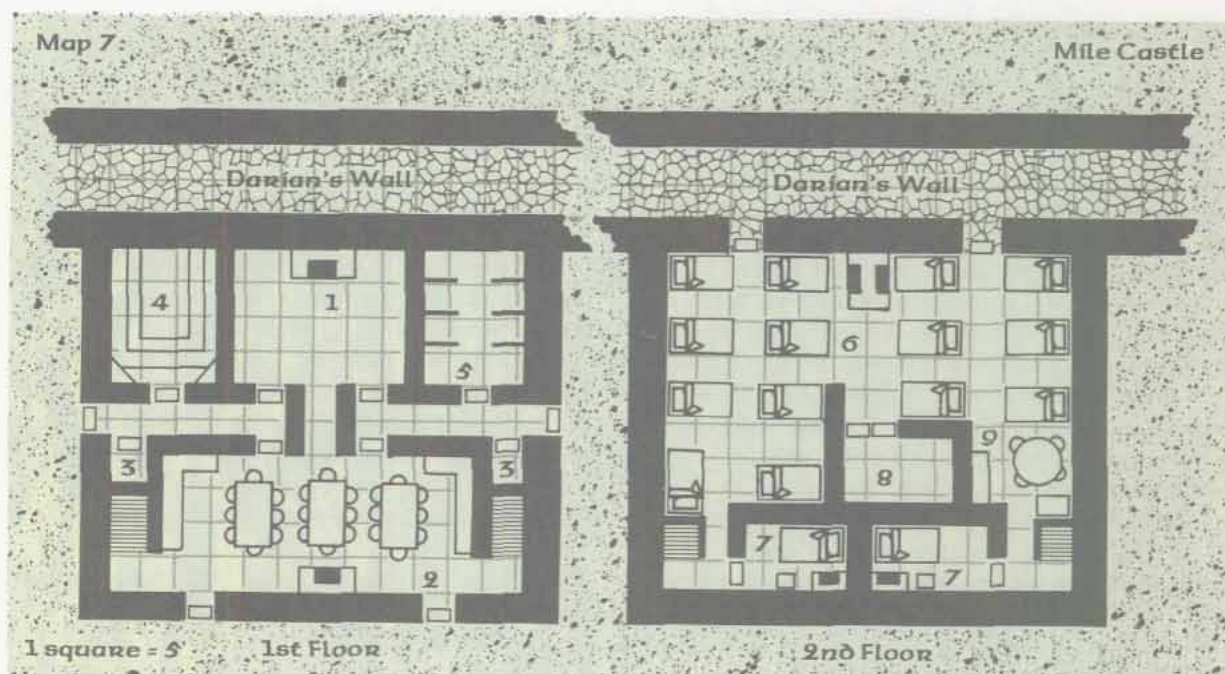 Map 7:
Mile Castle
Darian's Wall
Darian's Wall
4
1
5
3
3
2
6
9
8
7
7
1 square = 5'
1st Floor
2nd Floor